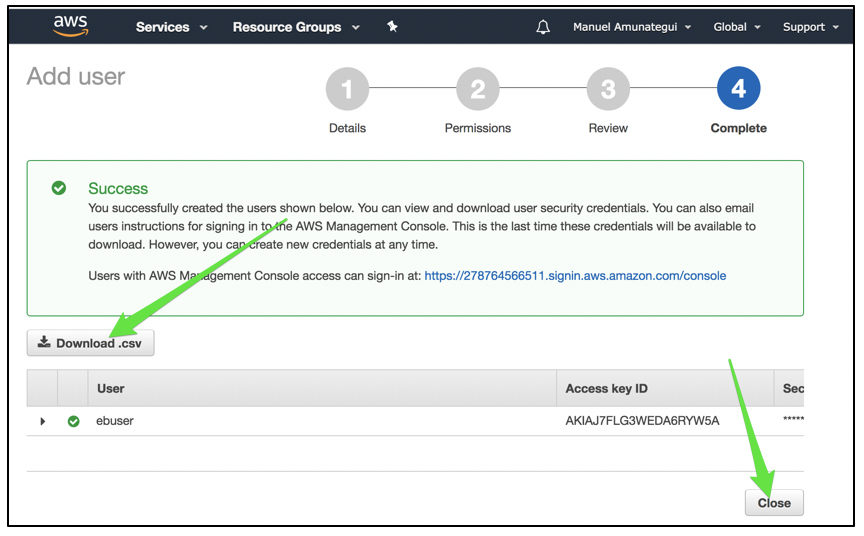 aws Services Resource Groups Manuel Amunategui Global Support
Add user
1 2 3 4
Details Permissions Review Complete
Success
You successfully created the users shown below. You can view and download user security credentials. You can also email
users instructions for signing in to the AWS Management Console. This is the last time these credentials will be available to
download. However, you can create new credentials at any time.
Users with AWS Management Console access can sign-in at: https://278764566511.signin.aws.amazon.com/console
Download .csv
User Access key ID Sec
ebuser AKIAJ7FLG3WEDA6RYW5A *****
Close